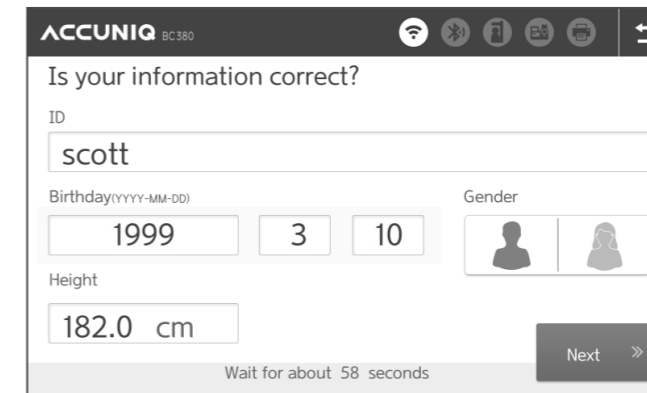 ACCUNIQ BC380
Is your information correct?
ID
scott
Birthday(YYYY-MM-DD) Gender
1999 3 10
Height
182.0 cm
Next
Wait for about 58 seconds